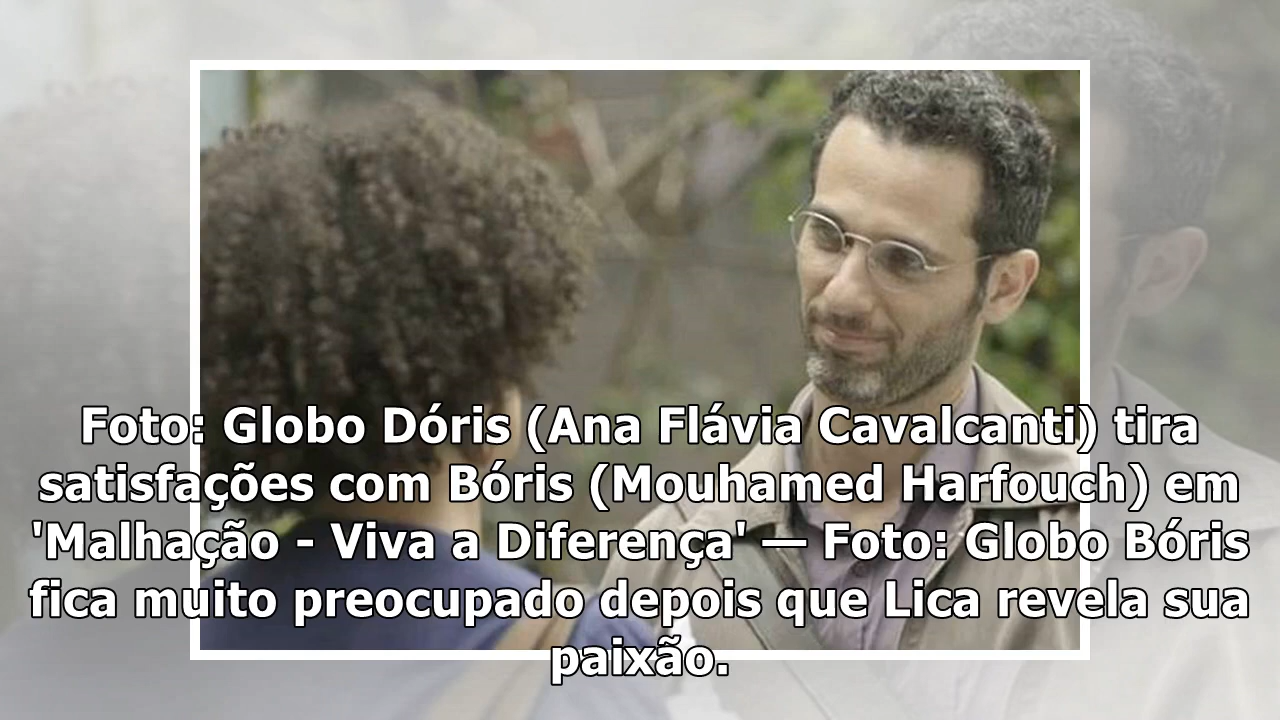 Foto: Globo Dóris (Ana Flávia Cavalcanti) tira
satisfações com Bóris (Mouhamed Harfouch) em
'Malhação - Viva a Diferença' — Foto: Globo Bóris
fica muito preocupado depois que Lica revela sua
paixão.